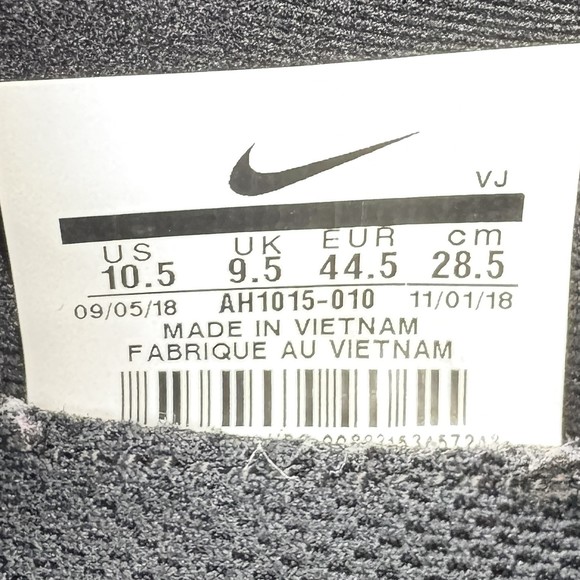 VJ
US UK EUR cm
10.5 9.5 44.5 28.5
09/05/18 AH1015-010 11/01/18
MADE IN VIETNAM
FABRIQUE AU VIETNAM